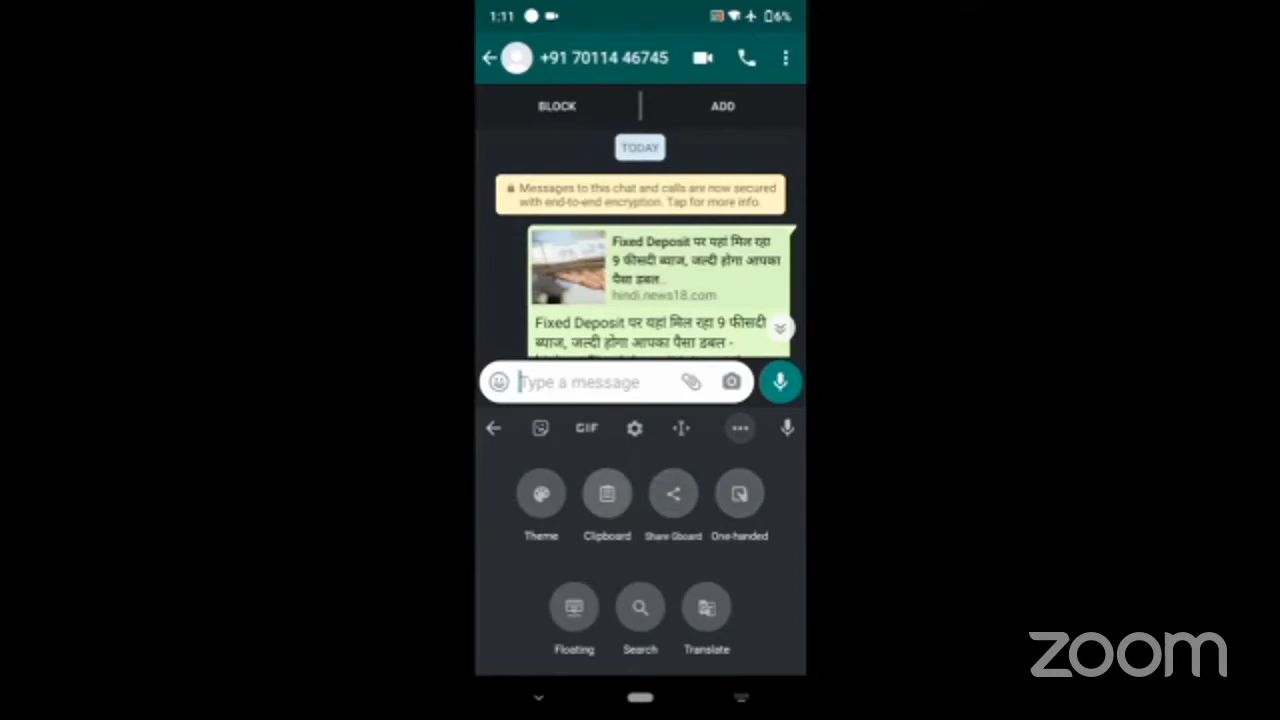 1:11
6%
+91 70114 46745
BLOCK
ADD
TODAY
Messages to this chat and calls are now secured
with end-to-end encryption. Tap for more info.
Fixed Deposit पर यहां मिल रहा
9 फीसदी ब्याज, जल्दी होगा आपका
पैसा डबल...
hindi.news18.com
Fixed Deposit पर यहां मिल रहा 9 फीसदी
ब्याज, जल्दी होगा आपका पैसा डबल -
Type a message
GIF
Theme
Clipboard
Share Gboard
One-handed
Floating
Search
Translate
zoom